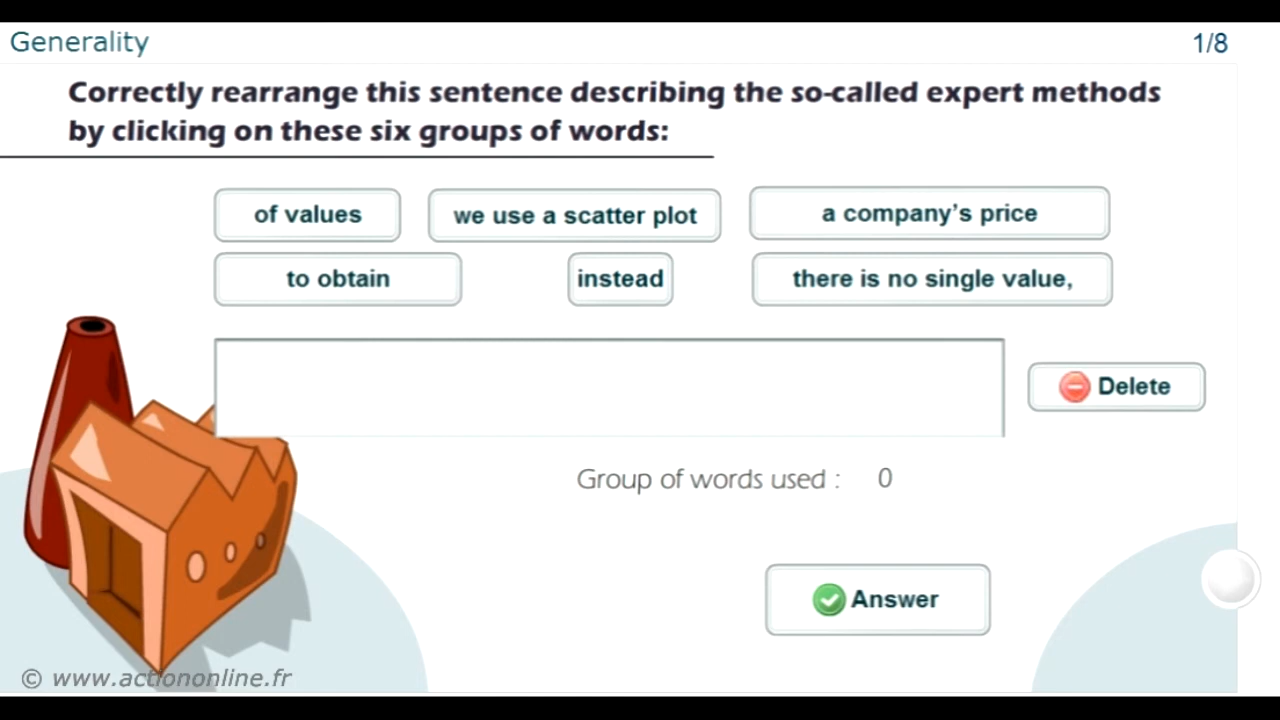 Generality
1/8
Correctly rearrange this sentence describing the so-called expert methods
by clicking on these six groups of words:
of values
we use a scatter plot
a company’s price
to obtain
instead
there is no single value,
Delete
Group of words used : 0
Answer
© www.actiononline.fr